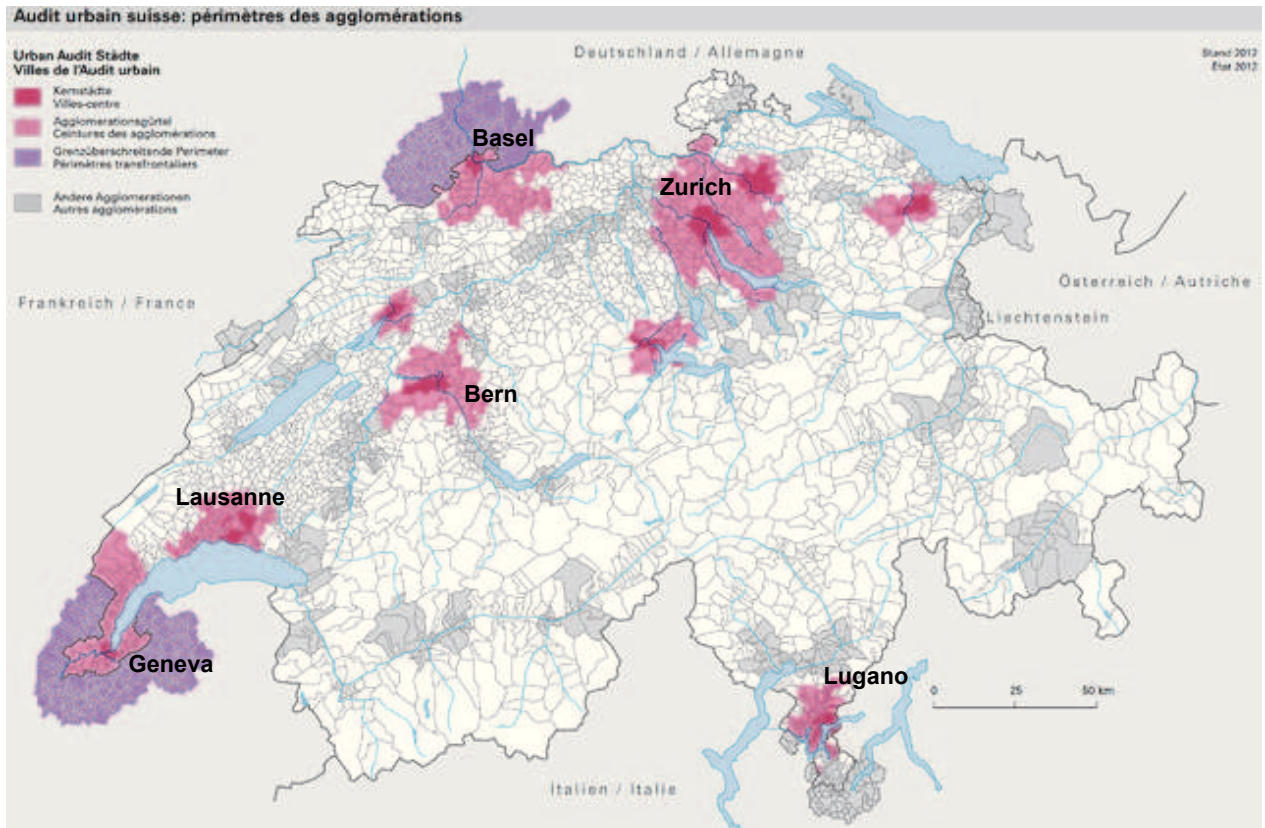 Audit urbain suisse: périmètres des agglomérations
Urban Audit Städte
Villes de l'Audit urbain
Kernstädte
Villes-centre
Agglomerationsgürtel
Ceintures des agglomérations
Grenzüberschreitende Perimeter
Périmètres transfrontaliers
Andere Agglomerationen
Autres agglomérations
Deutschland / Allemagne
Stand 2012
Etat 2012
Basel
Zurich
Frankreich / France
Österreich / Autriche
Liechtenstein
Bern
Lausanne
Geneva
Lugano
0 25 50 km
Italien / Italie